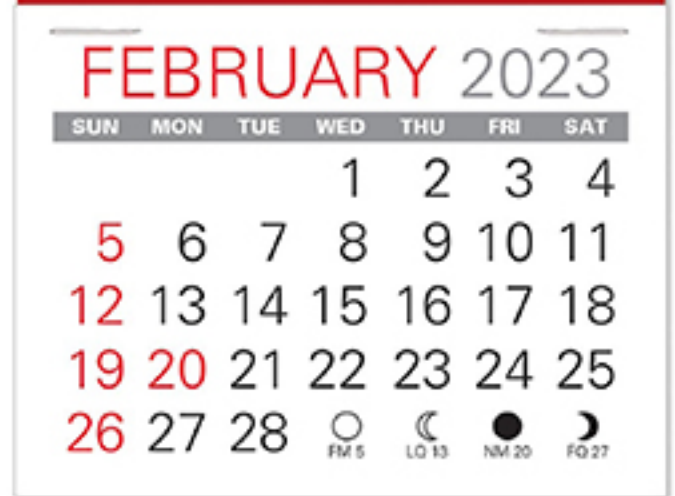 FEBRUARY 2023
SUN MON TUE WED THU FRI SAT
1 2 3 4
5 6 7 8 9 10 11
12 13 14 15 16 17 18
19 20 21 22 23 24 25
26 27 28
FM 5 LQ 13 NM 20 FQ 27